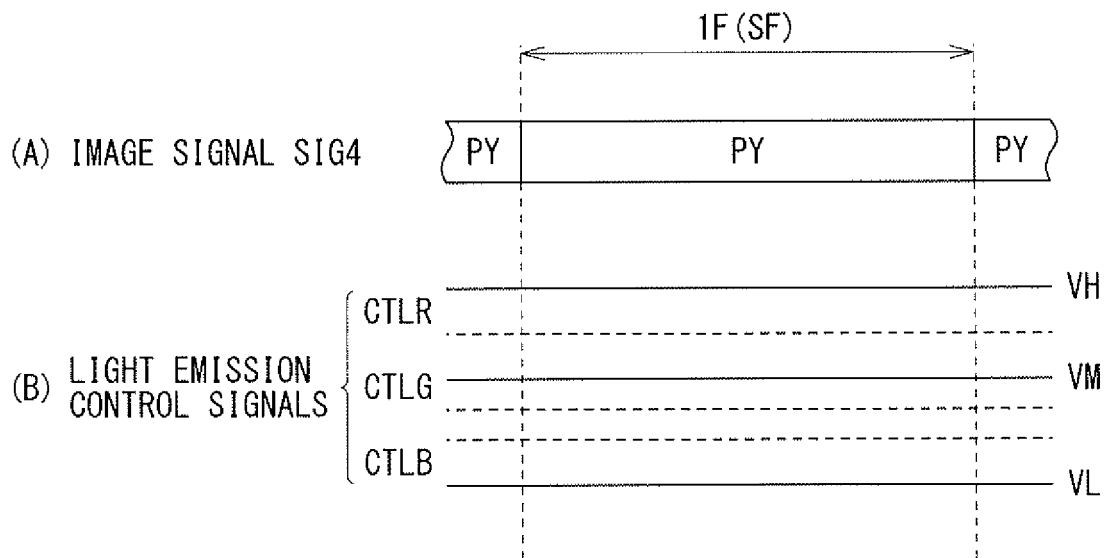 1F(SF)
(A) IMAGE SIGNAL SIG4
PY
PY
PY
(B) LIGHT EMISSION
CONTROL SIGNALS
CTLR
VH
CTLG
VM
CTLB
VL